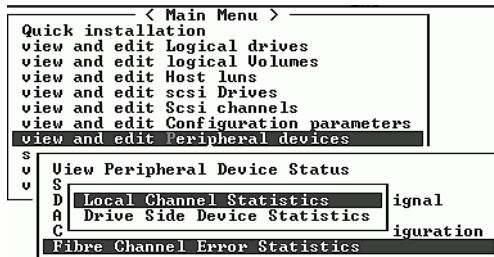 < Main Menu >
Quick installation
view and edit Logical drives
view and edit logical Volumes
view and edit Host luns
view and edit scsi Drives
view and edit Scsi channels
view and edit Configuration parameters
view and edit Peripheral devices
s
v View Peripheral Device Status
v S
D Local Channel Statistics ignal
A Drive Side Device Statistics
C iguration
Fibre Channel Error Statistics